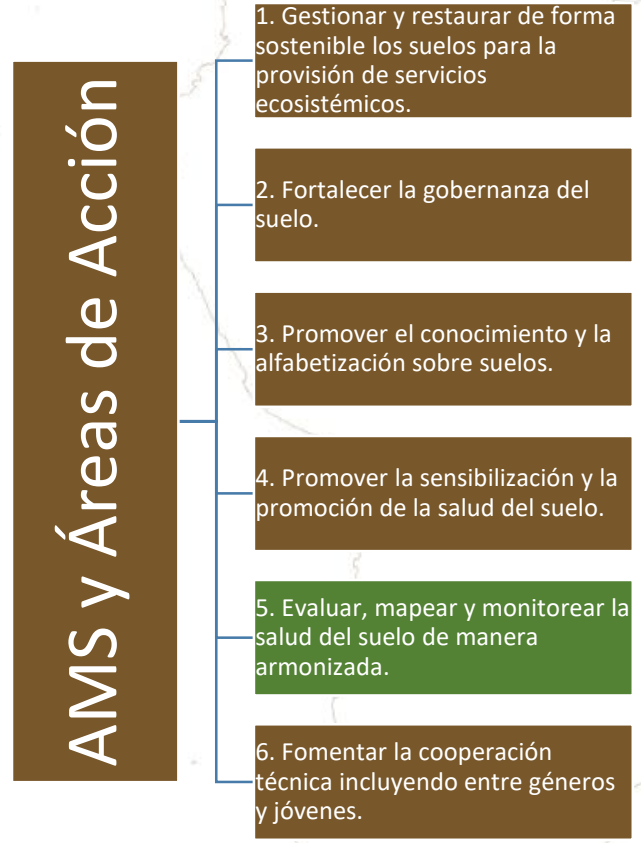 AMS y Áreas de Acción
1. Gestionar y restaurar de forma
sostenible los suelos para la
provisión de servicios
ecosistémicos.
2. Fortalecer la gobernanza del
suelo.
3. Promover el conocimiento y la
alfabetización sobre suelos.
4. Promover la sensibilización y la
promoción de la salud del suelo.
5. Evaluar, mapear y monitorear la
salud del suelo de manera
armonizada.
6. Fomentar la cooperación
técnica incluyendo entre géneros
y jóvenes.